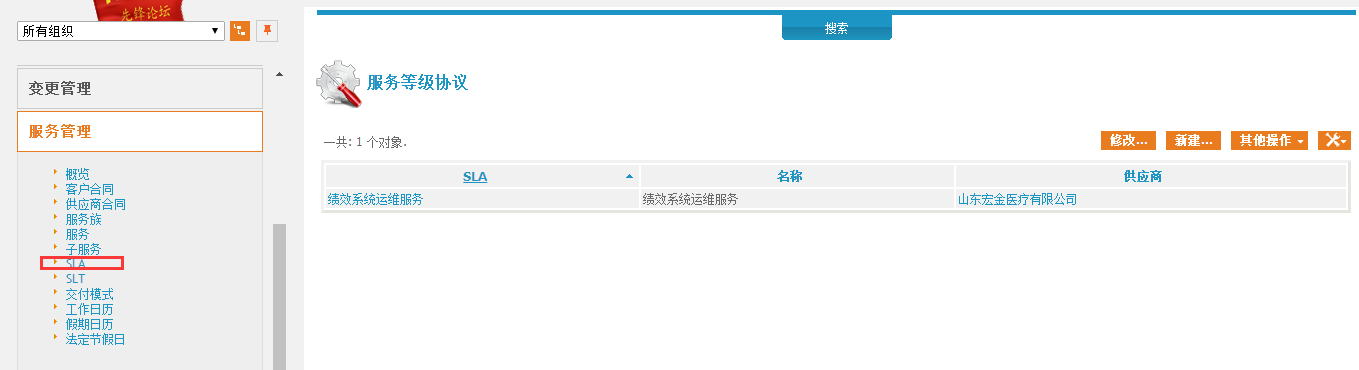 先锋论坛
所有组织
搜索
变更管理
服务管理
概览
客户合同
供应商合同
服务族
服务
子服务
SLA
SLT
交付模式
工作日历
假期日历
法定节假日
服务等级协议
一共: 1 个对象.
修改... 新建... 其他操作
SLA 名称 供应商
绩效系统运维服务 绩效系统运维服务 山东宏金医疗有限公司